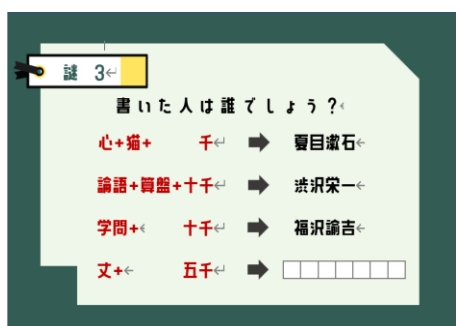 謎 3
書いた人は誰でしょう?
心+猫+ 千 ➡ 夏目漱石
論語+算盤+十千 ➡ 渋沢栄一
学問+ 十千 ➡ 福沢諭吉
丈+ 五千 ➡ □□□□□□□